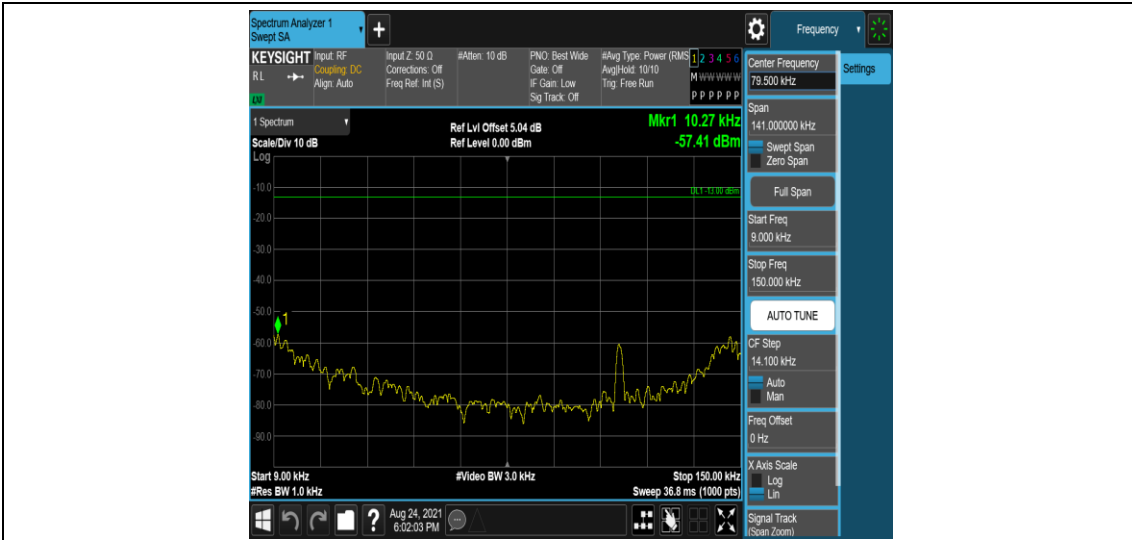 Spectrum Analyzer 1
Swept SA
+
Frequency
KEYSIGHT
RL
LXI
Input: RF
Coupling: DC
Align: Auto
Input Z: 50 Ω
Corrections: Off
Freq Ref: Int (S)
#Atten: 10 dB
PNO: Best Wide
Gate: Off
IF Gain: Low
Sig Track: Off
#Avg Type: Power (RMS
Avg|Hold: 10/10
Trig: Free Run
1 2 3 4 5 6
M W W W W W
P P P P P P
1 Spectrum
Scale/Div 10 dB
Log
Ref Lvl Offset 5.04 dB
Ref Level 0.00 dBm
Mkr1 10.27 kHz
-57.41 dBm
DL1 -13.00 dBm
-10.0
-20.0
-30.0
-40.0
-50.0
-60.0
-70.0
-80.0
-90.0
1
Start 9.00 kHz
#Res BW 1.0 kHz
#Video BW 3.0 kHz
Stop 150.00 kHz
Sweep 36.8 ms (1000 pts)
Center Frequency
79.500 kHz
Settings
Span
141.000000 kHz
Swept Span
Zero Span
Full Span
Start Freq
9.000 kHz
Stop Freq
150.000 kHz
AUTO TUNE
CF Step
14.100 kHz
Auto
Man
Freq Offset
0 Hz
X Axis Scale
Log
Lin
Signal Track
(Span Zoom)
?
Aug 24, 2021
6:02:03 PM